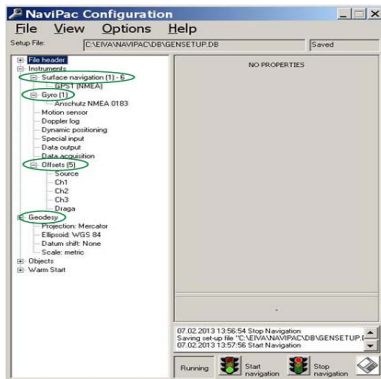 NaviPac Configuration
File View Options Help
Setup File: C:\EIVA\NAVIPAC\DB\GENSETUP.DB Saved
File header
Instruments
Surface navigation (1) - 6
GPS1 (NMEA)
Gyro (1)
Anschutz NMEA 0183
Motion sensor
Doppler log
Dynamic positioning
Special input
Data output
Data acquisition
Offsets (5)
Source
Ch1
Ch2
Ch3
Draga
Geodesy
Projection: Mercator
Ellipsoid: WGS 84
Datum shift: None
Scale: metric
Objects
Warm Start
NO PROPERTIES
-
07.02.2013 13:56:54 Stop Navigation
Saving set-up file "C:\EIVA\NAVIPAC\DB\GENSETUP.
07.02.2013 13:57:56 Start Navigation
Running Start navigation Stop navigation